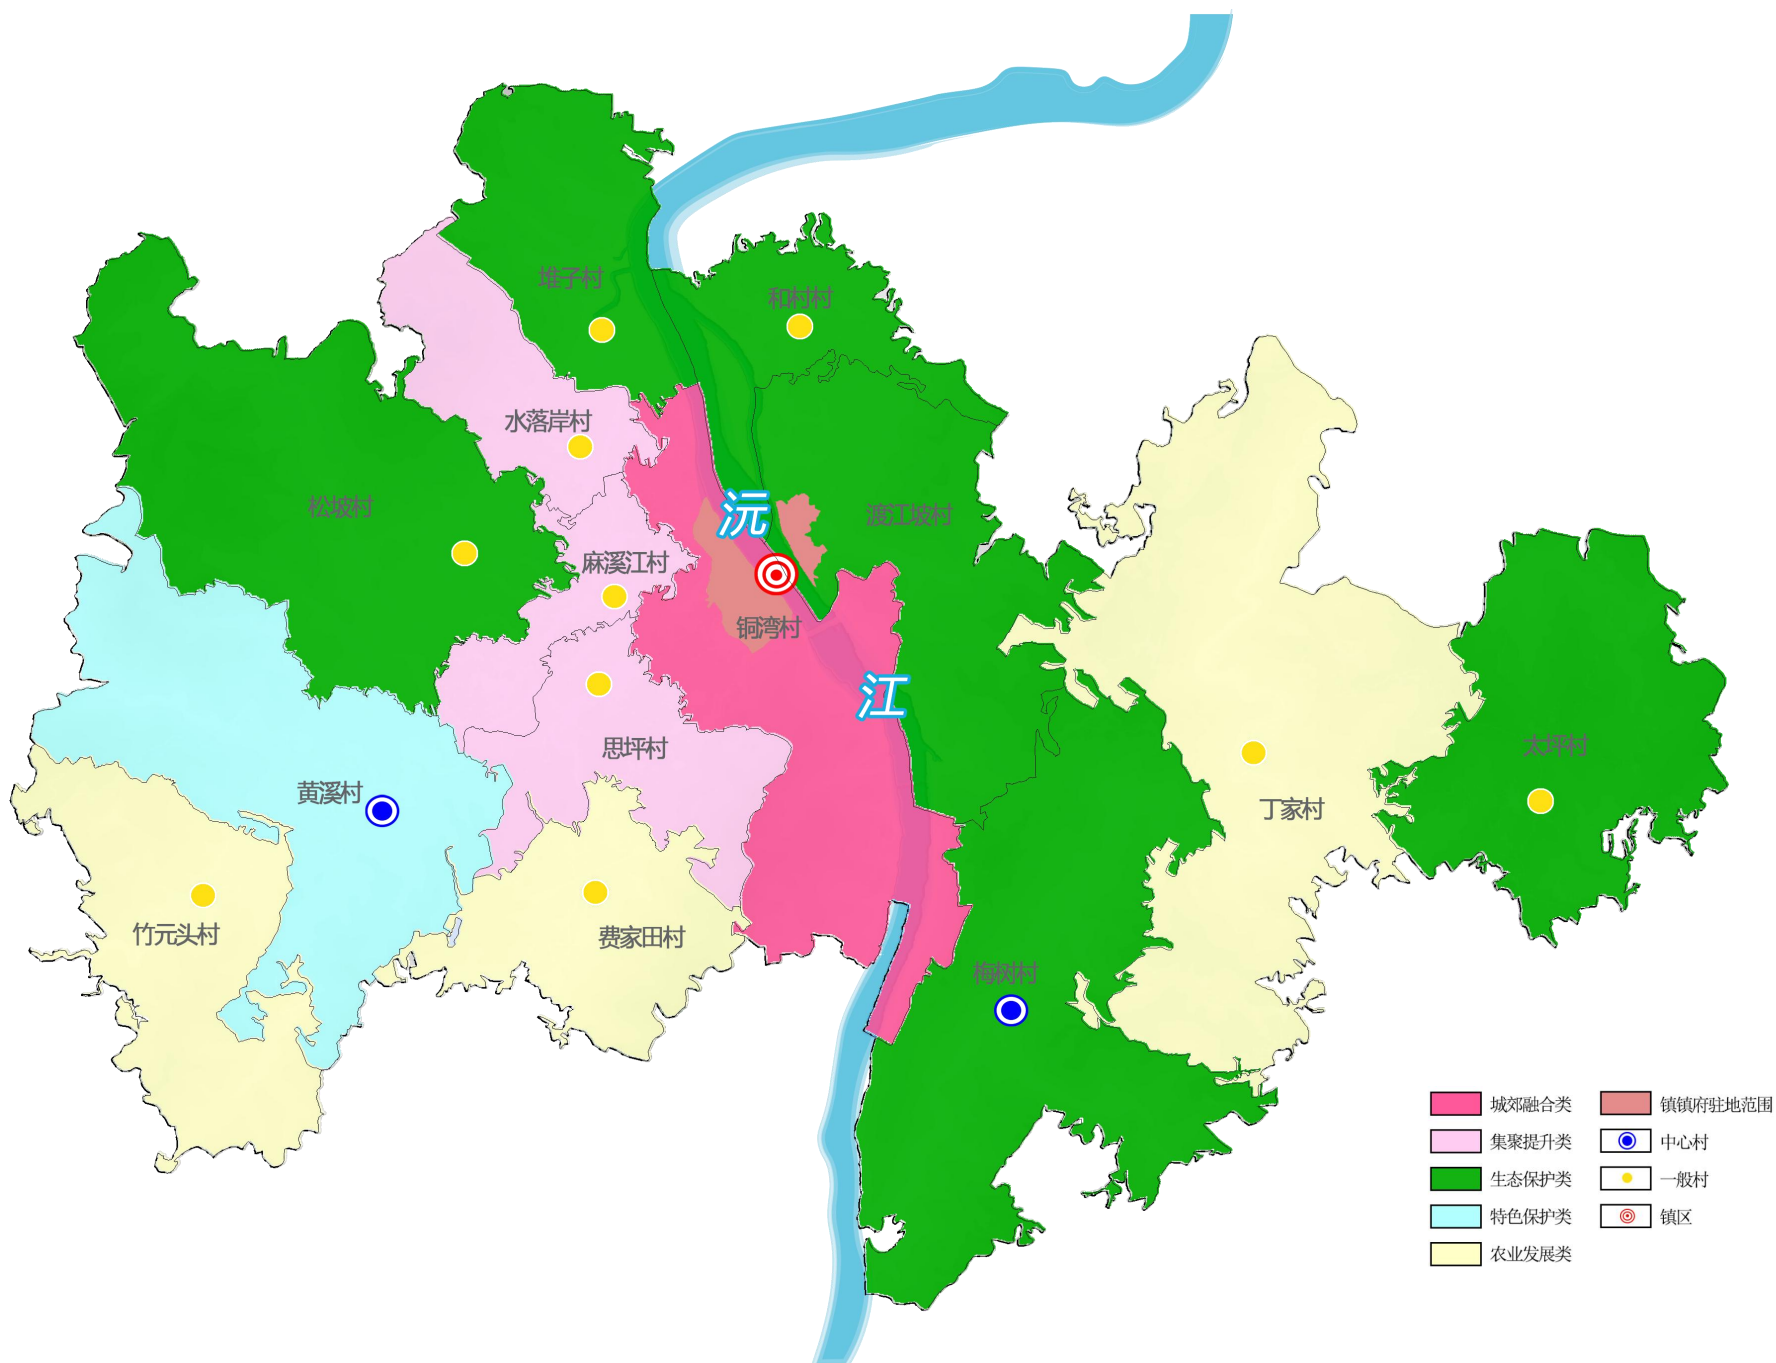 堆子村
和村村
水落岸村
松坡村
沅
渡江坡村
麻溪江村
铜湾村
江
思坪村
太坪村
黄溪村
丁家村
竹元头村
费家田村
梅树村
城郊融合类
镇镇府驻地范围
集聚提升类
中心村
生态保护类
一般村
特色保护类
镇区
农业发展类